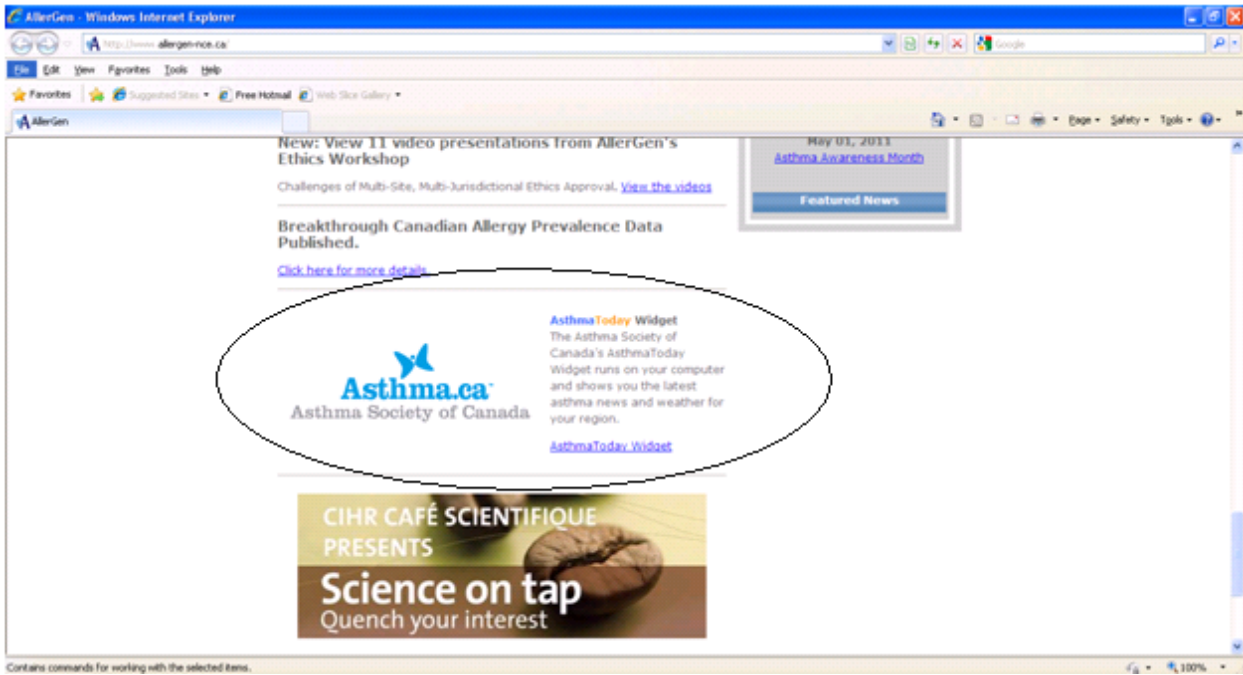 AllerGen - Windows Internet Explorer
http://www.allergen-nce.ca/
Google
File Edit View Favorites Tools Help
Favorites Suggested Sites Free Hotmail Web Slice Gallery
AllerGen
Page Safety Tools
New: View 11 video presentations from AllerGen's
Ethics Workshop
Challenges of Multi-Site, Multi-Jurisdictional Ethics Approval. View the videos
Breakthrough Canadian Allergy Prevalence Data
Published.
Click here for more details.
May 01, 2011
Asthma Awareness Month
Featured News
Asthma.ca
Asthma Society of Canada
AsthmaToday Widget
The Asthma Society of
Canada's AsthmaToday
Widget runs on your computer
and shows you the latest
asthma news and weather for
your region.
AsthmaToday Widget
CIHR CAFÉ SCIENTIFIQUE
PRESENTS
Science on tap
Quench your interest
Contains commands for working with the selected items.
100%